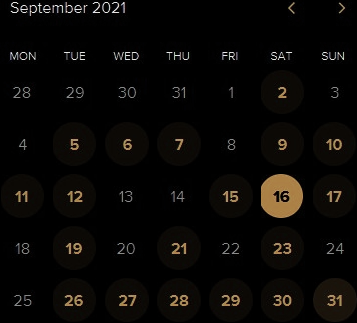 September 2021
MON TUE WED THU FRI SAT SUN
28 29 30 31 1 2 3
4 5 6 7 8 9 10
11 12 13 14 15 16 17
18 19 20 21 22 23 24
25 26 27 28 29 30 31